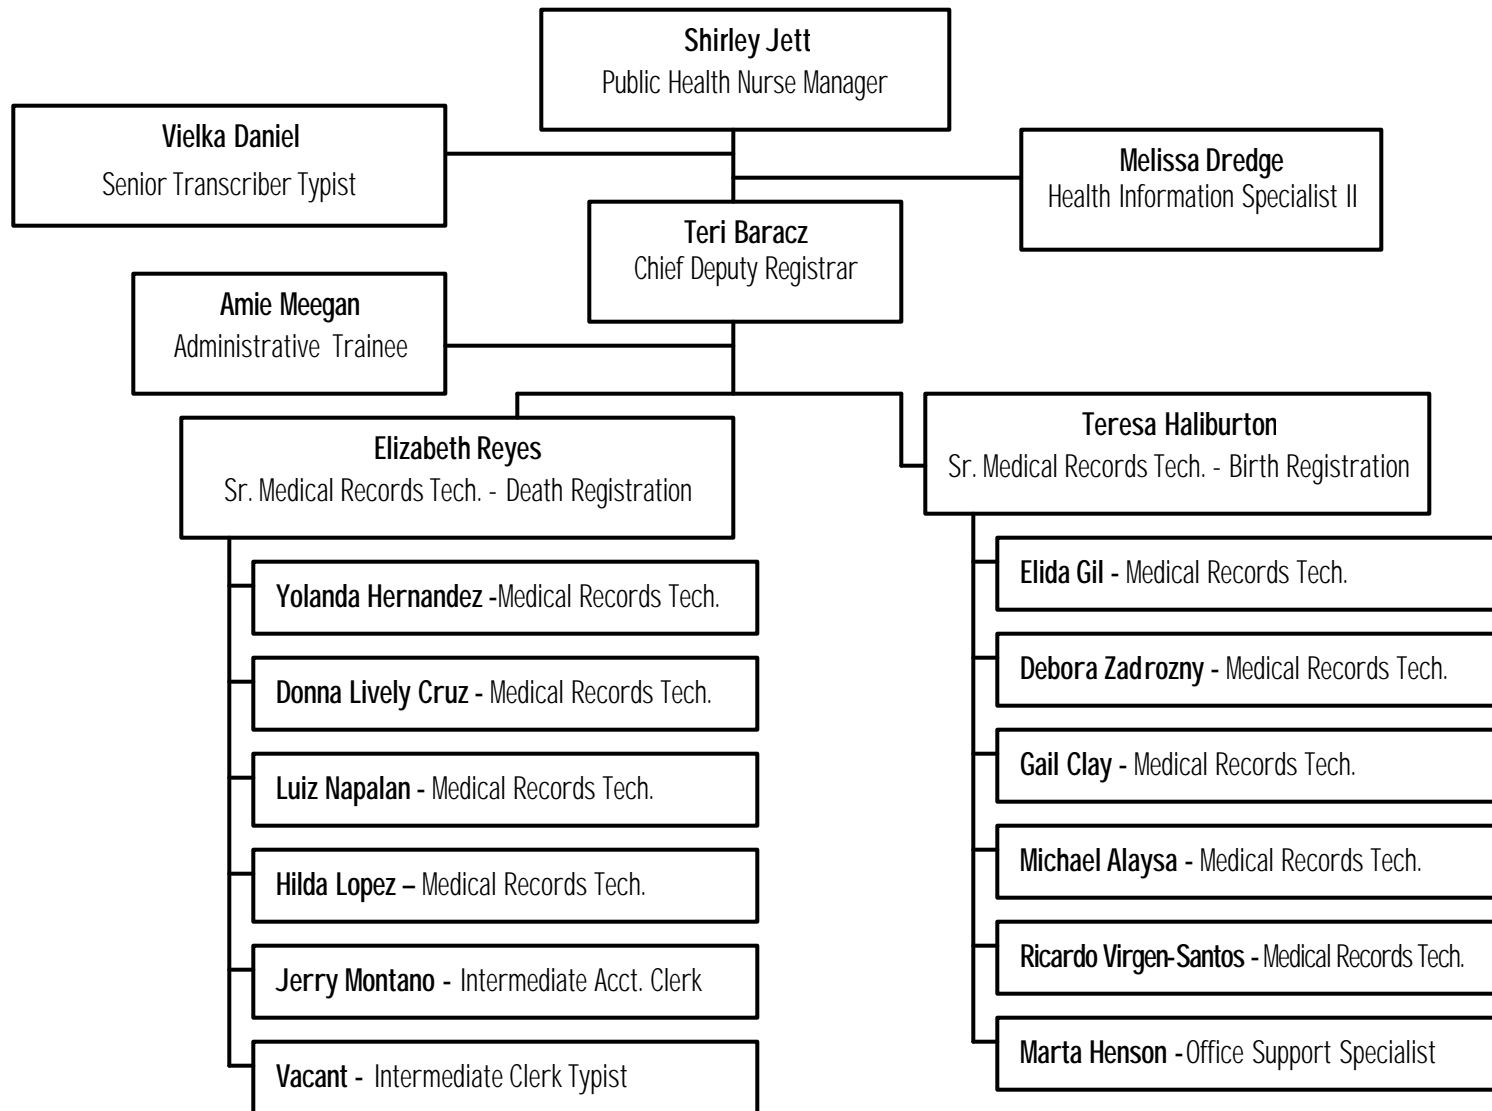 Shirley Jett
Public Health Nurse Manager
Vielka Daniel
Senior Transcriber Typist
Melissa Dredge
Health Information Specialist II
Teri Baracz
Chief Deputy Registrar
Amie Meegan
Administrative Trainee
Elizabeth Reyes
Sr. Medical Records Tech. - Death Registration
Yolanda Hernandez -Medical Records Tech.
Donna Lively Cruz - Medical Records Tech.
Luiz Napalan - Medical Records Tech.
Hilda Lopez – Medical Records Tech.
Jerry Montano - Intermediate Acct. Clerk
Vacant - Intermediate Clerk Typist
Teresa Haliburton
Sr. Medical Records Tech. - Birth Registration
Elida Gil - Medical Records Tech.
Debora Zadrozny - Medical Records Tech.
Gail Clay - Medical Records Tech.
Michael Alaysa - Medical Records Tech.
Ricardo Virgen-Santos - Medical Records Tech.
Marta Henson -Office Support Specialist